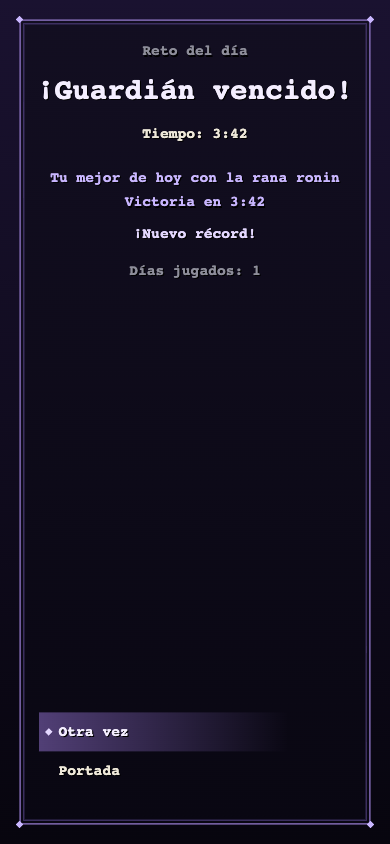 Reto del día
¡Guardián vencido!
Tiempo: 3:42
Tu mejor de hoy con la rana ronin
Victoria en 3:42
¡Nuevo récord!
Días jugados: 1
Otra vez
Portada